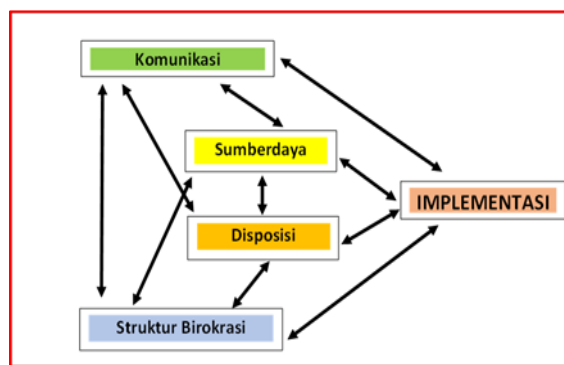 Komunikasi
Sumberdaya
IMPLEMENTASI
Disposisi
Struktur Birokrasi